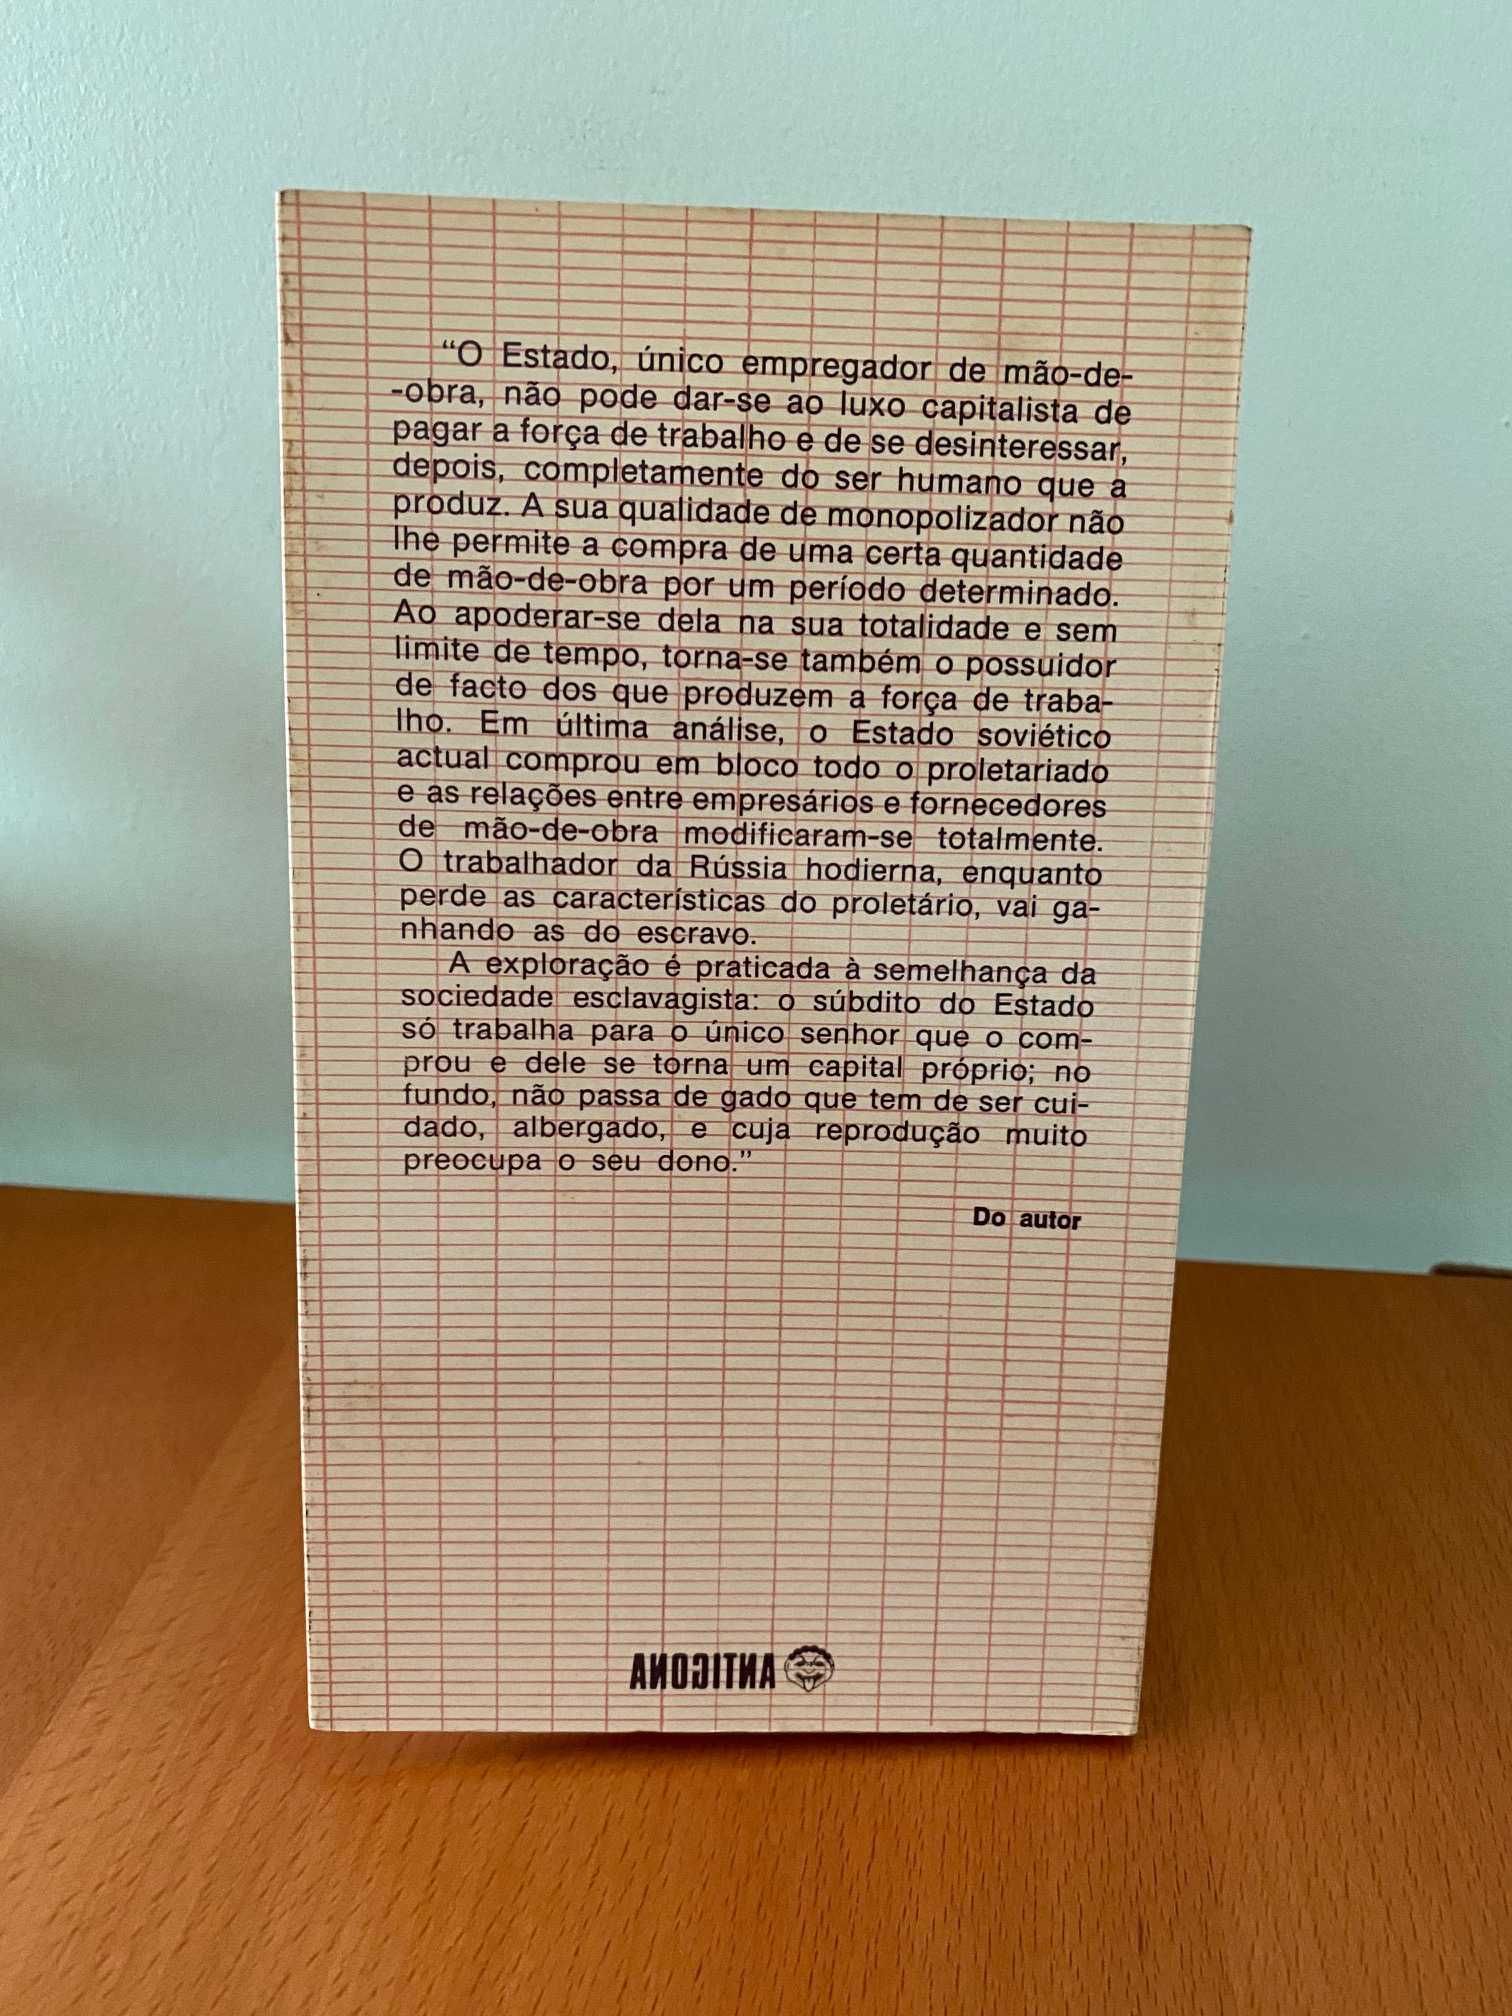 “O Estado, único empregador de mão-de-
-obra, não pode dar-se ao luxo capitalista de
pagar a força de trabalho e de se desinteressar,
depois, completamente do ser humano que a
produz. A sua qualidade de monopolizador não
lhe permite a compra de uma certa quantidade
de mão-de-obra por um período determinado.
Ao apoderar-se dela na sua totalidade e sem
limite de tempo, torna-se também o possuidor
de facto dos que produzem a força de traba-
lho. Em última análise, o Estado soviético
actual comprou em bloco todo o proletariado
e as relações entre empresários e fornecedores
de mão-de-obra modificaram-se totalmente.
O trabalhador da Rússia hodierna, enquanto
perde as características do proletário, vai ga-
nhando as do escravo.
A exploração é praticada à semelhança da
sociedade esclavagista: o súbdito do Estado
só trabalha para o único senhor que o com-
prou e dele se torna um capital próprio; no
fundo, não passa de gado que tem de ser cui-
dado, albergado, e cuja reprodução muito
preocupa o seu dono.”
Do autor
ANTIGONA